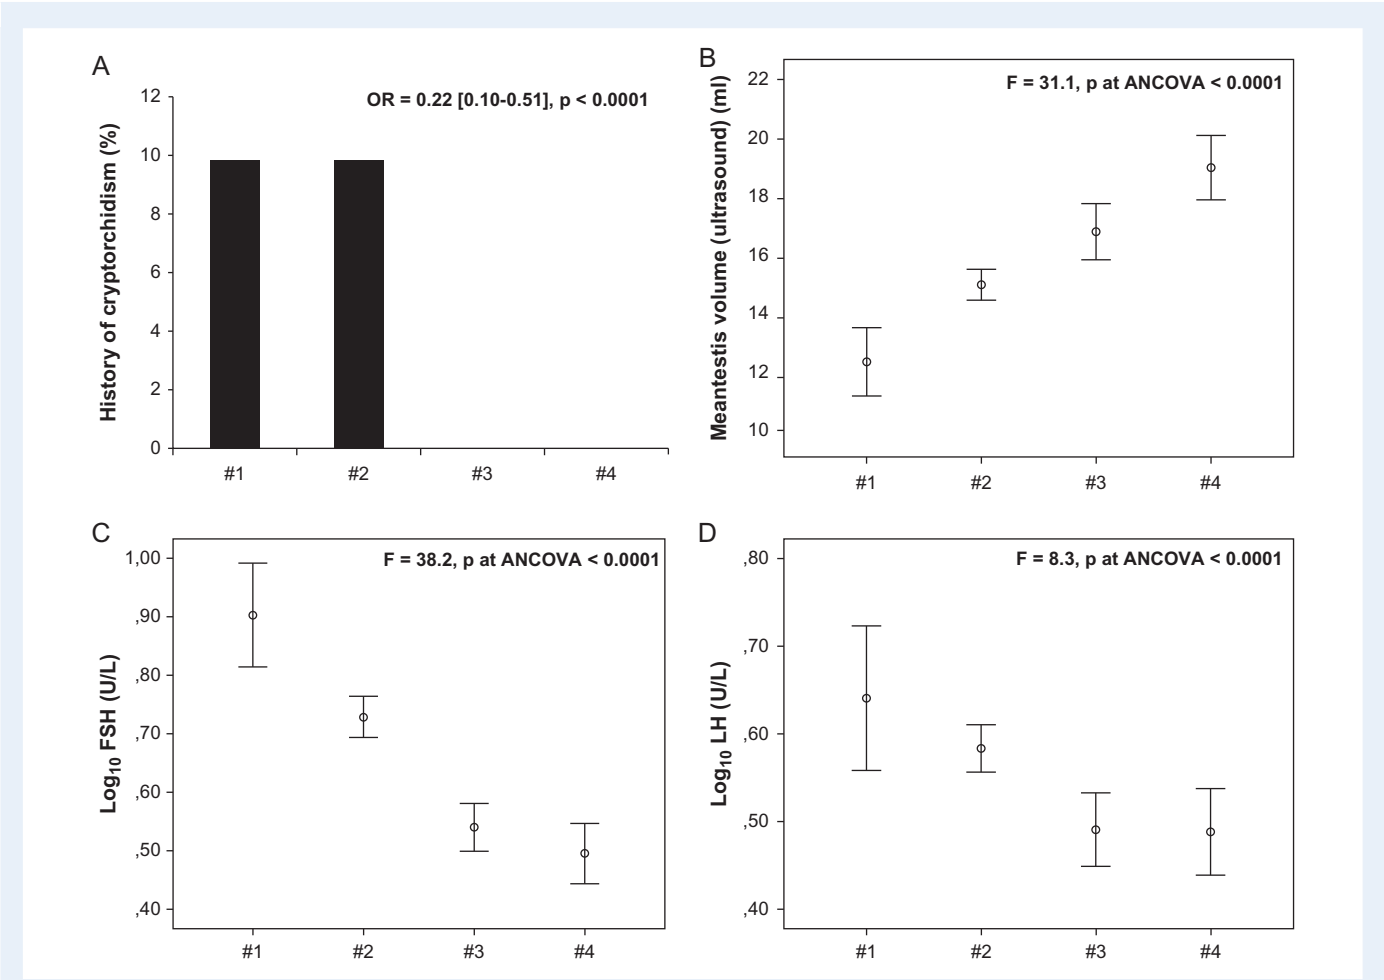 A
OR = 0.22 [0.10-0.51], p < 0.0001
History of cryptorchidism (%)
12
10
8
6
4
2
0
#1 #2 #3 #4
B
F = 31.1, p at ANCOVA < 0.0001
Meantestis volume (ultrasound) (ml)
22
20
18
16
14
12
10
#1 #2 #3 #4
C
F = 38.2, p at ANCOVA < 0.0001
Log10 FSH (U/L)
1,00
,90
,80
,70
,60
,50
,40
#1 #2 #3 #4
D
F = 8.3, p at ANCOVA < 0.0001
Log10 LH (U/L)
,80
,70
,60
,50
,40
#1 #2 #3 #4